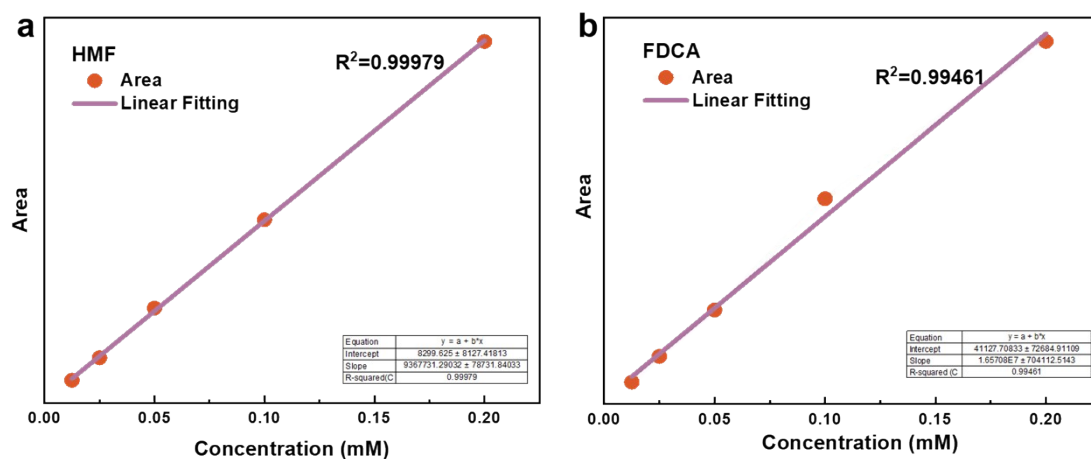 a
HMF
Area
Linear Fitting
R²=0.99979
Area
Equation y = a + b*x
Intercept 8299.625 ± 8127.41813
Slope 9367731.29032 ± 78731.84033
R-squared(C 0.99979
0.00 0.05 0.10 0.15 0.20
Concentration (mM)
b
FDCA
Area
Linear Fitting
R²=0.99461
Area
Equation y = a + b*x
Intercept 41127.70833 ± 72684.91109
Slope 1.65708E7 ± 704112.5143
R-squared (C 0.99461
0.00 0.05 0.10 0.15 0.20
Concentration (mM)